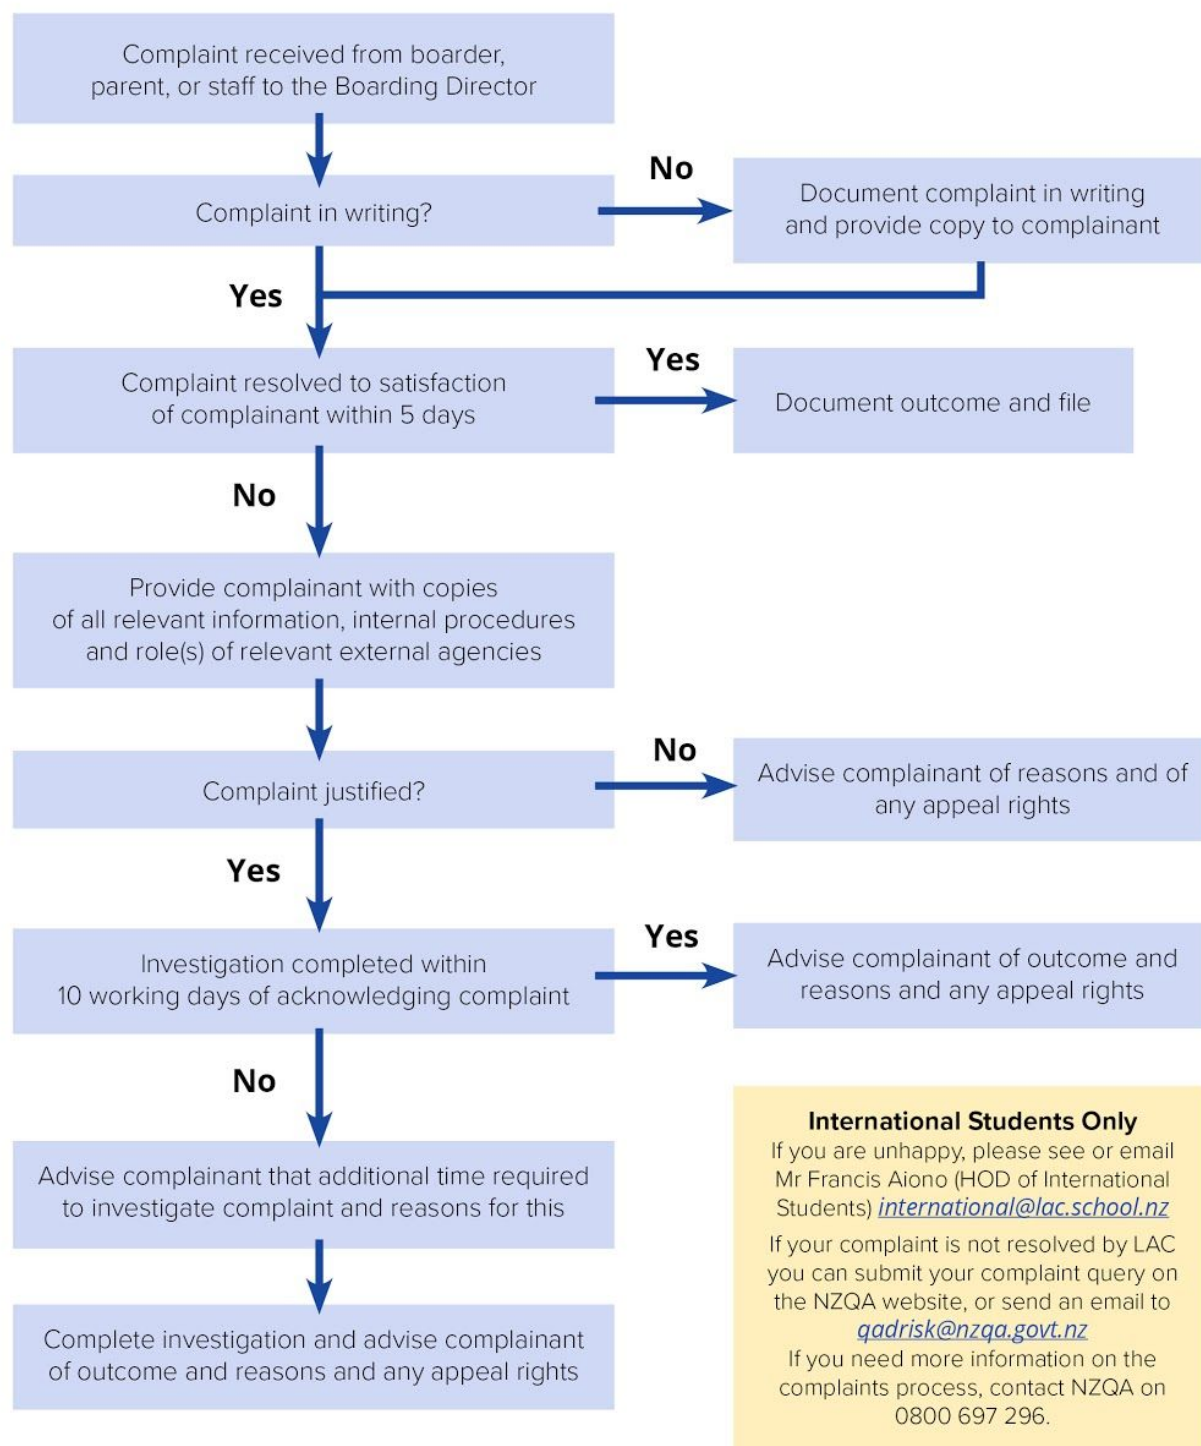 Complaint received from boarder,
parent, or staff to the Boarding Director
Complaint in writing?
No
Document complaint in writing
and provide copy to complainant
Yes
Complaint resolved to satisfaction
of complainant within 5 days
Yes
Document outcome and file
No
Provide complainant with copies
of all relevant information, internal procedures
and role(s) of relevant external agencies
Complaint justified?
No
Advise complainant of reasons and of
any appeal rights
Yes
Investigation completed within
10 working days of acknowledging complaint
Yes
Advise complainant of outcome and
reasons and any appeal rights
No
Advise complainant that additional time required
to investigate complaint and reasons for this
Complete investigation and advise complainant
of outcome and reasons and any appeal rights
International Students Only
If you are unhappy, please see or email
Mr Francis Aiono (HOD of International
Students) international@lac.school.nz
If your complaint is not resolved by LAC
you can submit your complaint query on
the NZQA website, or send an email to
qadrisk@nzqa.govt.nz
If you need more information on the
complaints process, contact NZQA on
0800 697 296.